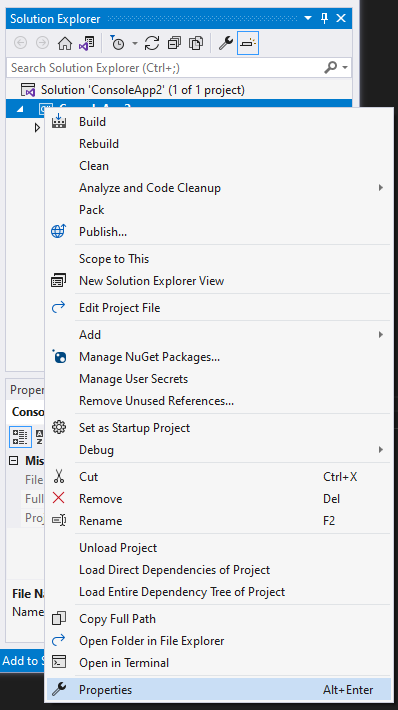 Solution Explorer
Search Solution Explorer (Ctrl+;)
Solution 'ConsoleApp2' (1 of 1 project)
Build
Rebuild
Clean
Analyze and Code Cleanup
Pack
Publish...
Scope to This
New Solution Explorer View
Edit Project File
Add
Manage NuGet Packages...
Manage User Secrets
Remove Unused References...
Set as Startup Project
Debug
Cut Ctrl+X
Remove Del
Rename F2
Unload Project
Load Direct Dependencies of Project
Load Entire Dependency Tree of Project
Copy Full Path
Open Folder in File Explorer
Open in Terminal
Properties Alt+Enter
Proper
Conso
Mis
File
Full
Proj
File Na
Name
Add to S